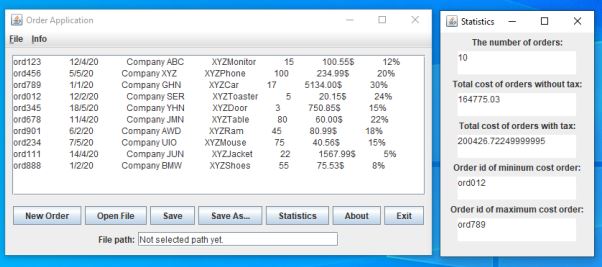 Order Application
File Info
ord123 12/4/20 Company ABC XYZMonitor 15 100.55$ 12%
ord456 5/5/20 Company XYZ XYZPhone 100 234.99$ 20%
ord789 1/1/20 Company GHN XYZCar 17 5134.00$ 30%
ord012 12/2/20 Company SER XYZToaster 5 20.15$ 24%
ord345 18/5/20 Company YHN XYZDoor 3 750.85$ 15%
ord678 11/4/20 Company JMN XYZTable 80 60.00$ 22%
ord901 6/2/20 Company AWD XYZRam 45 80.99$ 18%
ord234 7/5/20 Company UIO XYZMouse 75 40.56$ 15%
ord111 14/4/20 Company JUN XYZJacket 22 1567.99$ 5%
ord888 1/2/20 Company BMW XYZShoes 55 75.53$ 8%
New Order Open File Save Save As... Statistics About Exit
File path: Not selected path yet.
Statistics
The number of orders:
10
Total cost of orders without tax:
164775.03
Total cost of orders with tax:
200426.72249999995
Order id of mininum cost order:
ord012
Order id of maximum cost order:
ord789